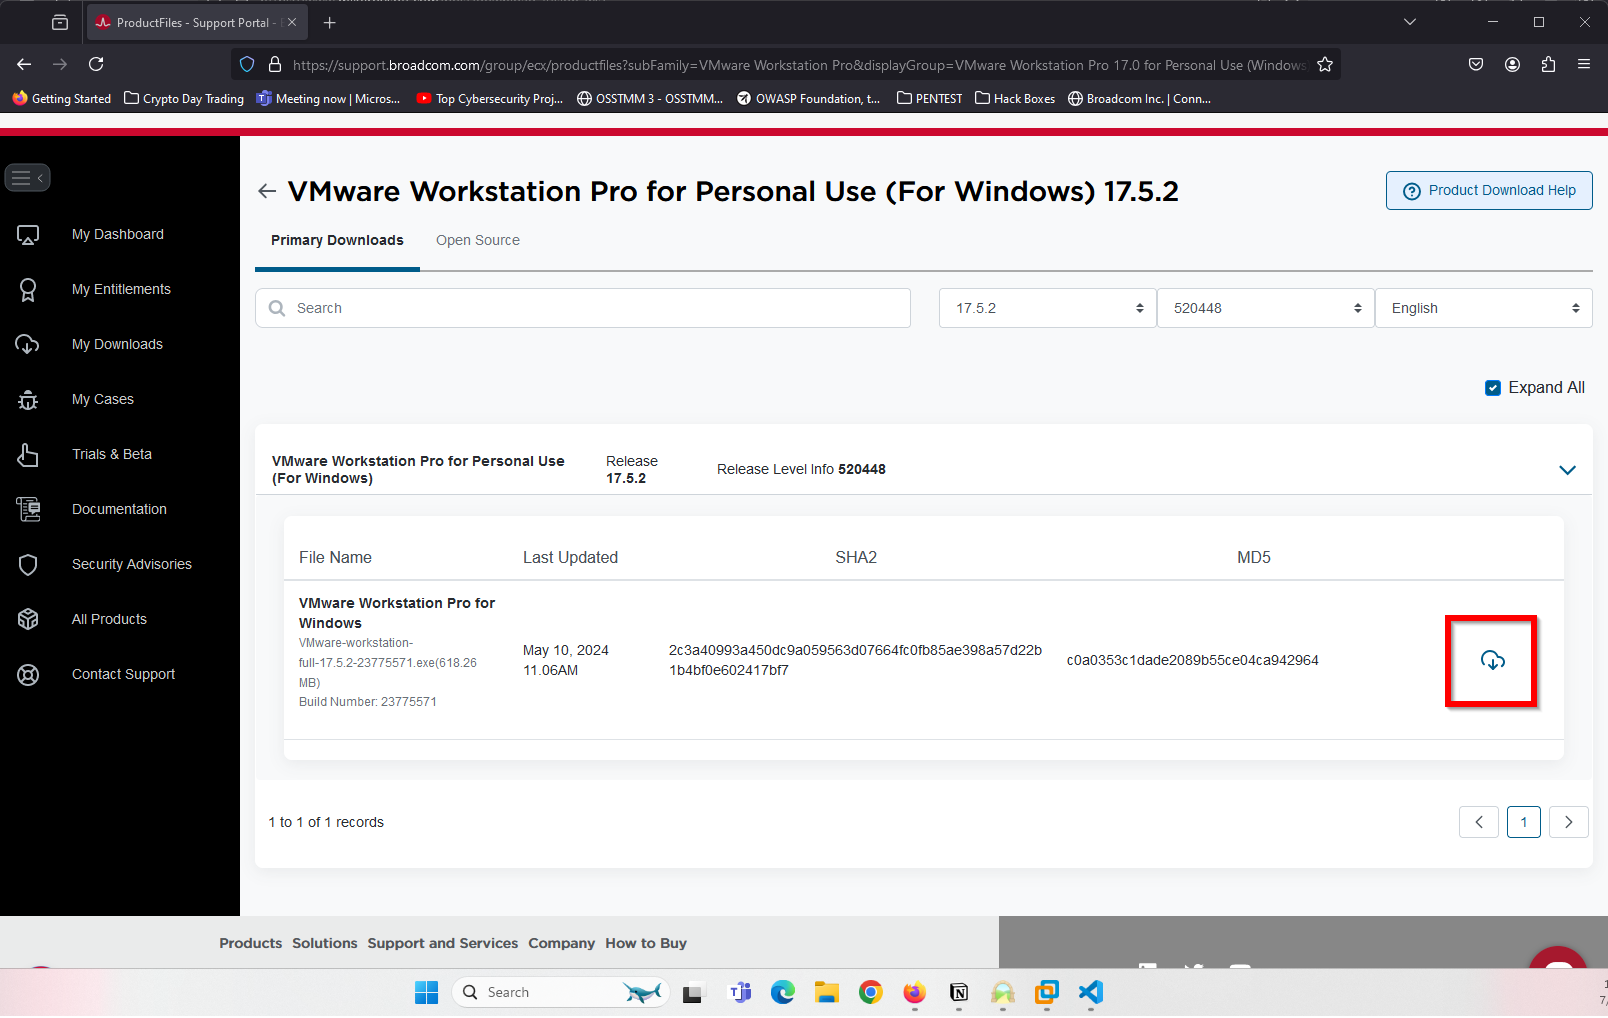 ProductFiles - Support Portal -
https://support.broadcom.com/group/ecx/productfiles?subFamily=VMware Workstation Pro&displayGroup=VMware Workstation Pro 17.0 for Personal Use (Windows
Getting Started
Crypto Day Trading
Meeting now | Micros...
Top Cybersecurity Proj...
OSSTMM 3 - OSSTMM...
OWASP Foundation, t...
PENTEST
Hack Boxes
Broadcom Inc. | Conn...
VMware Workstation Pro for Personal Use (For Windows) 17.5.2
Product Download Help
My Dashboard
My Entitlements
My Downloads
My Cases
Trials & Beta
Documentation
Security Advisories
All Products
Contact Support
Primary Downloads
Open Source
Search
17.5.2
520448
English
Expand All
VMware Workstation Pro for Personal Use
(For Windows)
Release
17.5.2
Release Level Info 520448
File Name
Last Updated
SHA2
MD5
VMware Workstation Pro for
Windows
VMware-workstation-
full-17.5.2-23775571.exe(618.26
MB)
Build Number: 23775571
May 10, 2024
11.06AM
2c3a40993a450dc9a059563d07664fc0fb85ae398a57d22b
1b4bf0e602417bf7
c0a0353c1dade2089b55ce04ca942964
1 to 1 of 1 records
1
Products
Solutions
Support and Services
Company
How to Buy
Search